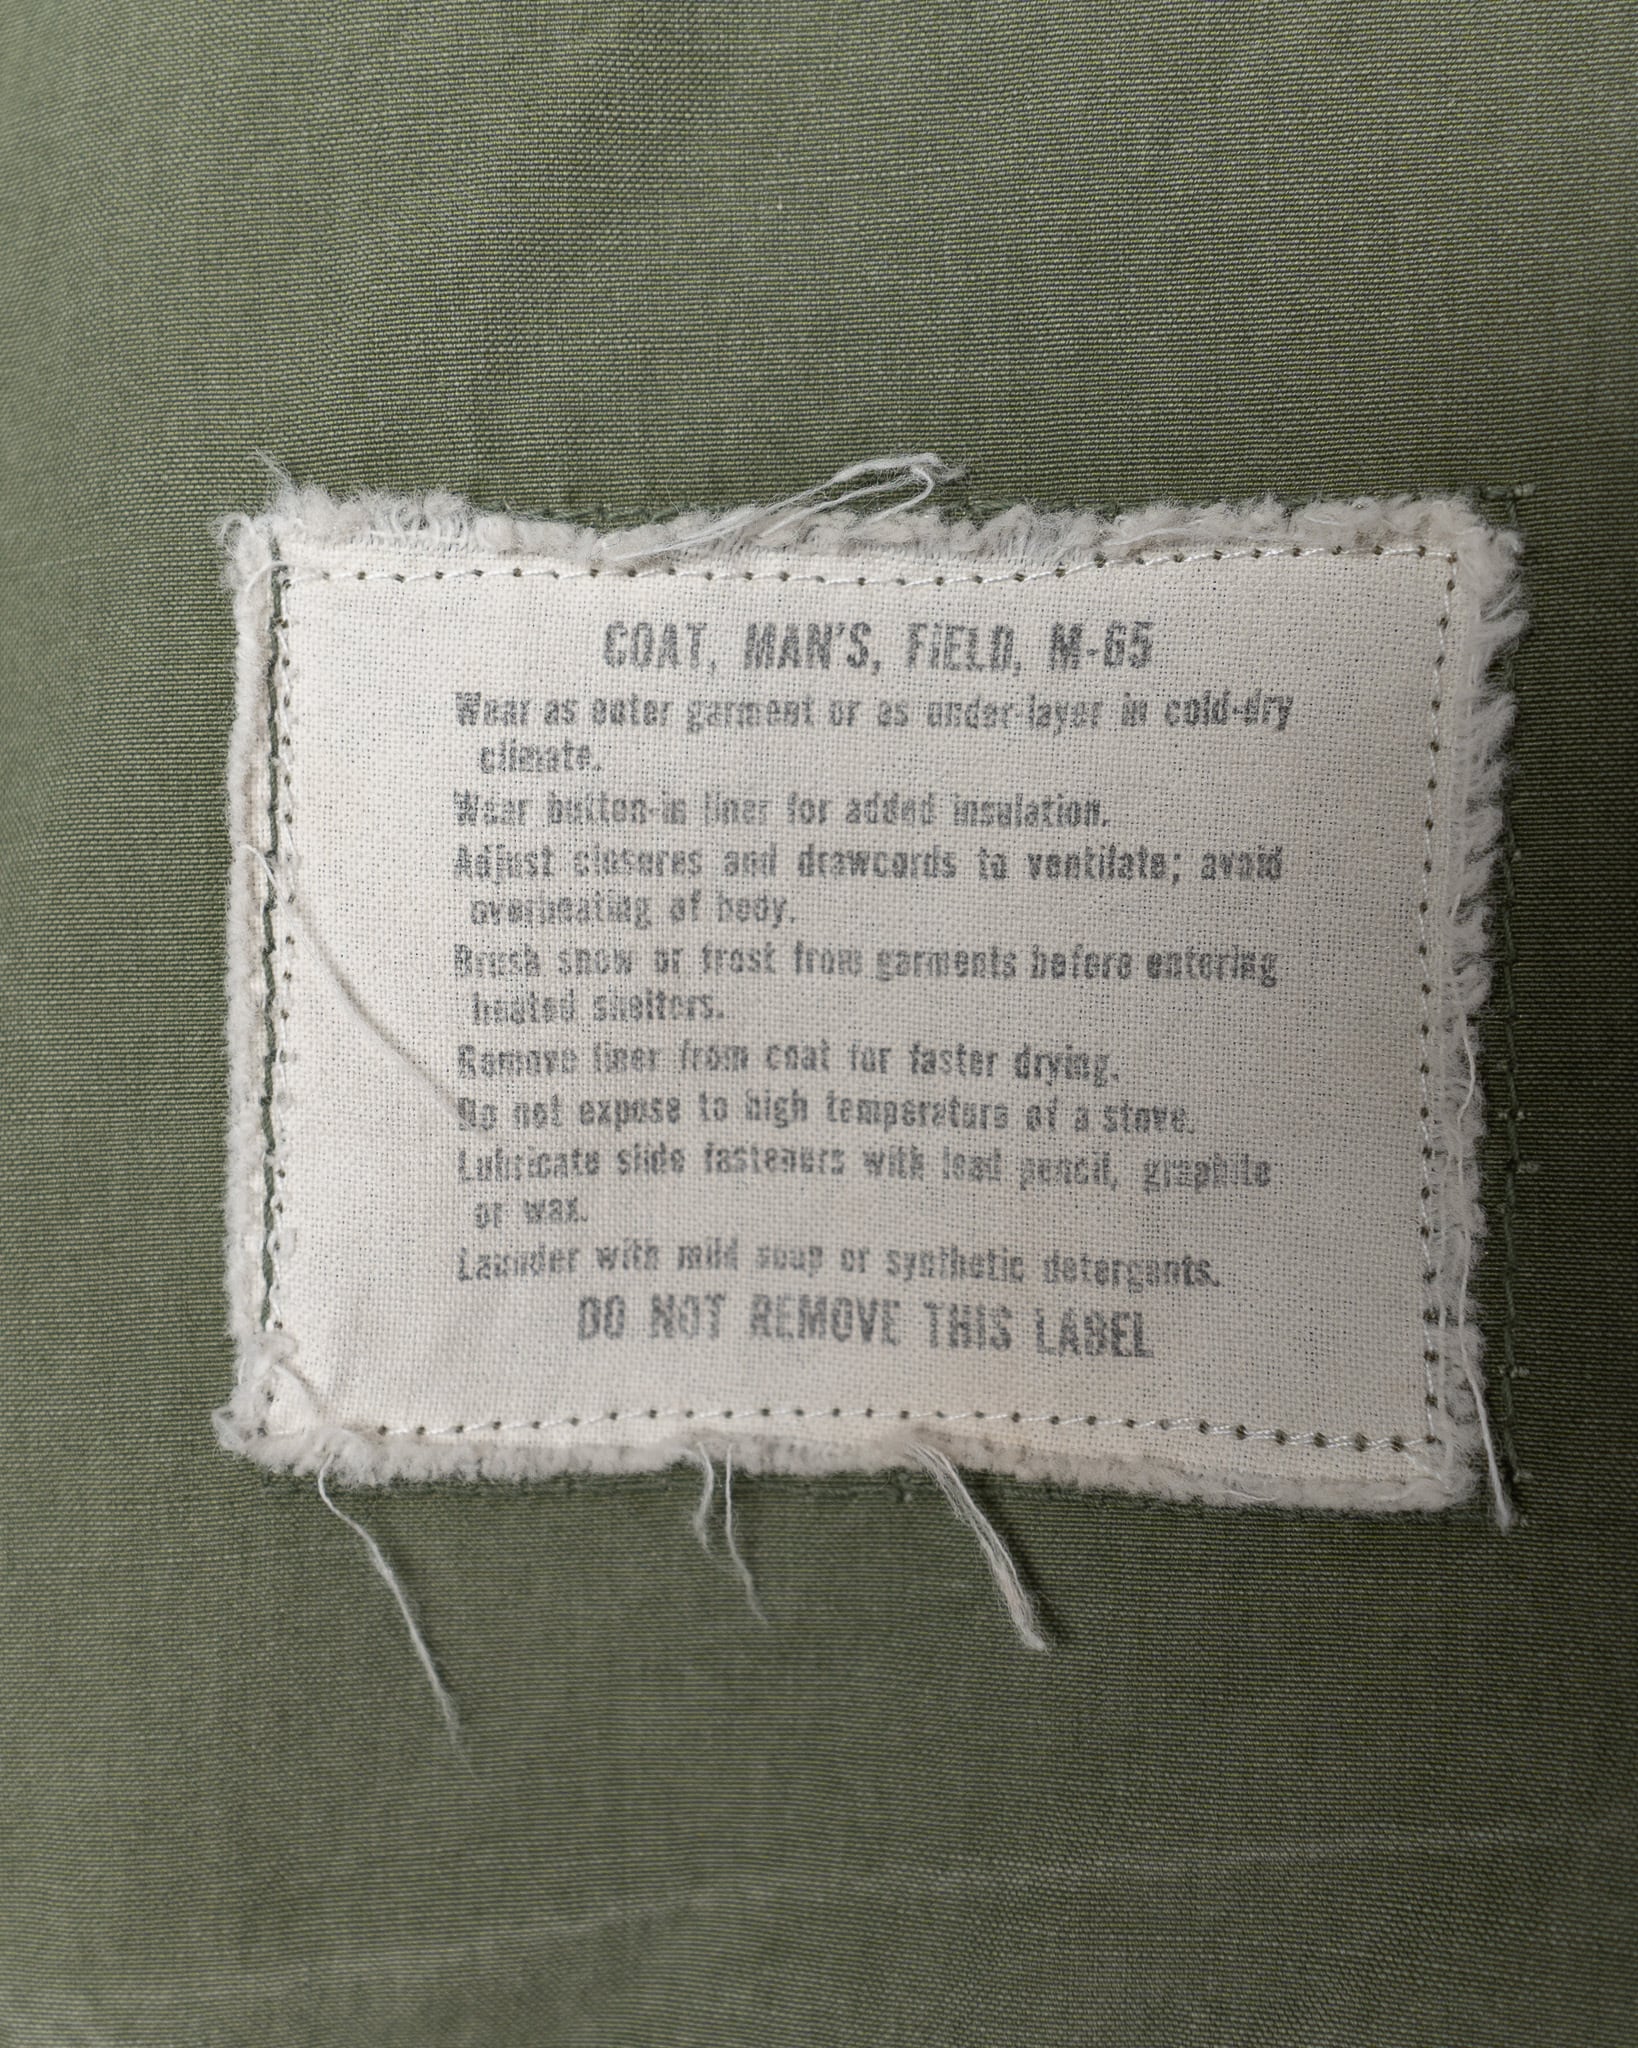 COAT, MAN'S, FIELD, M-65
Wear as outer garment or as under-layer in cold-dry
climate.
Wear button-in liner for added insulation.
Adjust closures and drawcords to ventilate; avoid
overheating of body.
Brush snow or frost from garments before entering
heated shelters.
Remove liner from coat for faster drying.
Do not expose to high temperature of a stove.
Lubricate slide fasteners with lead pencil, graphite
or wax.
Launder with mild soap or synthetic detergents.
DO NOT REMOVE THIS LABEL